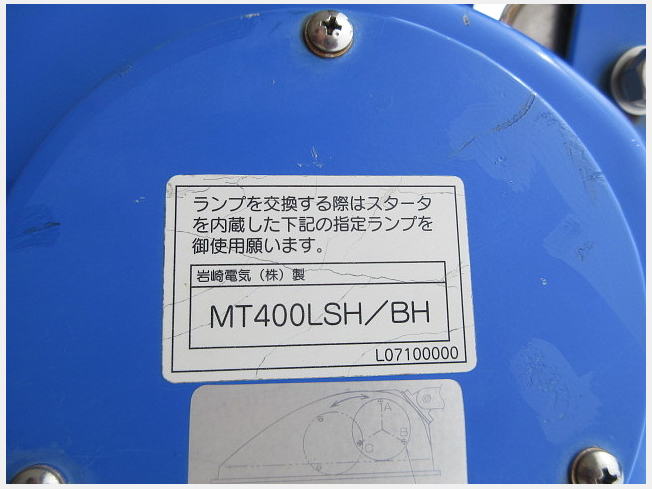 ランプを交換する際はスタータ
を内蔵した下記の指定ランプを
御使用願います。
岩崎電気（株）製
MT400LSH／BH
L07100000
A
B
C